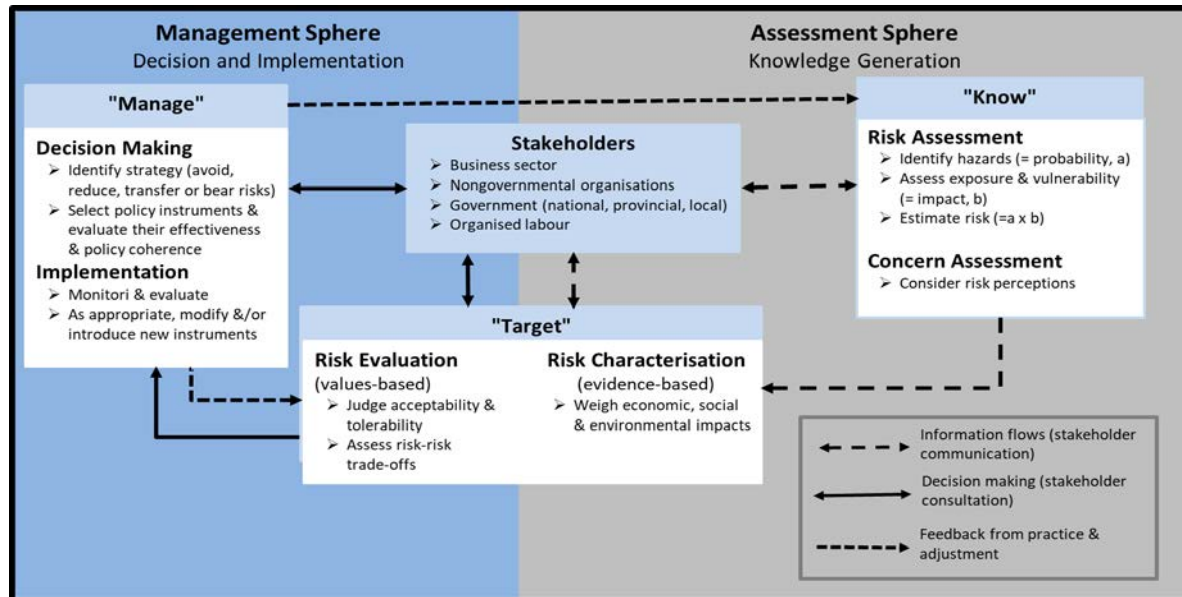 Management Sphere
Decision and Implementation
Assessment Sphere
Knowledge Generation
"Manage"
Decision Making
➢ Identify strategy (avoid,
reduce, transfer or bear risks)
➢ Select policy instruments &
evaluate their effectiveness
& policy coherence
Implementation
➢ Monitori & evaluate
➢ As appropriate, modify &/or
introduce new instruments
Stakeholders
➢ Business sector
➢ Nongovernmental organisations
➢ Government (national, provincial, local)
➢ Organised labour
"Know"
Risk Assessment
➢ Identify hazards (= probability, a)
➢ Assess exposure & vulnerability
(= impact, b)
➢ Estimate risk (=a x b)
Concern Assessment
➢ Consider risk perceptions
"Target"
Risk Evaluation
(values-based)
➢ Judge acceptability &
tolerability
➢ Assess risk-risk
trade-offs
Risk Characterisation
(evidence-based)
➢ Weigh economic, social
& environmental impacts
Information flows (stakeholder
communication)
Decision making (stakeholder
consultation)
Feedback from practice &
adjustment